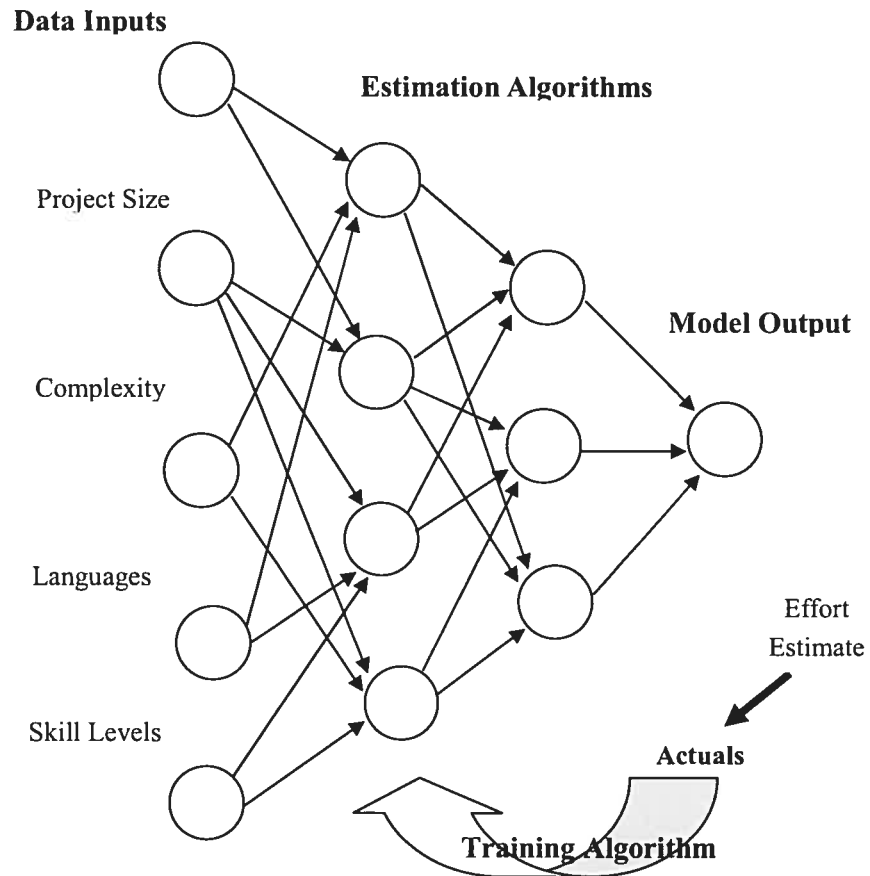 Data Inputs
Estimation Algorithms
Project Size
Model Output
Complexity
Languages
Effort
Estimate
Skill Levels
Actuals
Training Algorithm